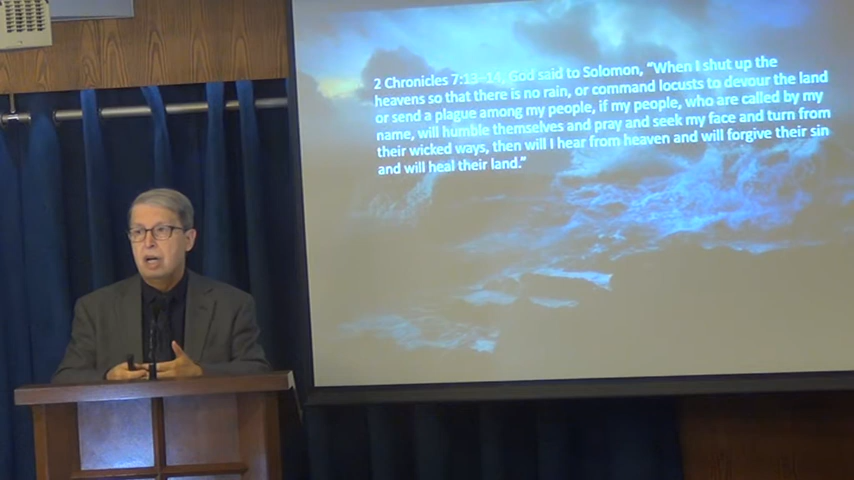 2 Chronicles 7:13–14, God said to Solomon, “When I shut up the
heavens so that there is no rain, or command locusts to devour the land
or send a plague among my people, if my people, who are called by my
name, will humble themselves and pray and seek my face and turn from
their wicked ways, then will I hear from heaven and will forgive their sin
and will heal their land.”